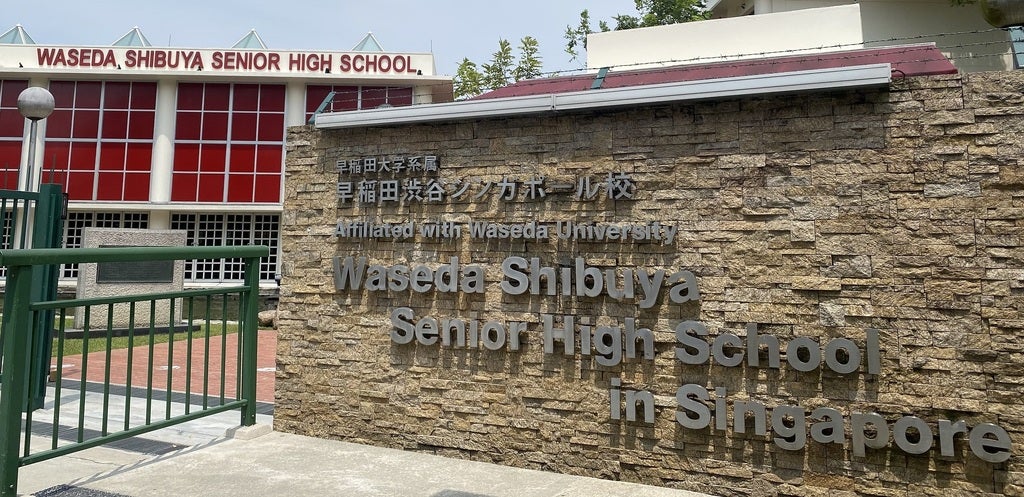 WASEDA SHIBUYA SENIOR HIGH SCHOOL
早稲田大学系属
早稲田渋谷シンガポール校
Affiliated with Waseda University
Waseda Shibuya
Senior High School
in Singapore